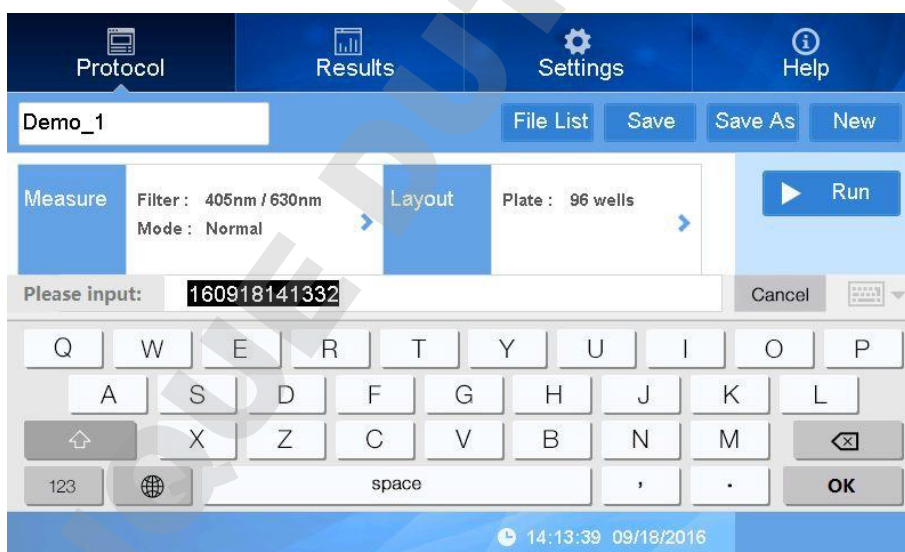 Protocol Results Settings Help
Demo_1 File List Save Save As New
Measure Filter : 405nm / 630nm Layout Plate : 96 wells Run
Mode : Normal
Please input: 160918141332 Cancel
Q W E R T Y U I O P
A S D F G H J K L
X Z C V B N M
123 space , . OK
14:13:39 09/18/2016